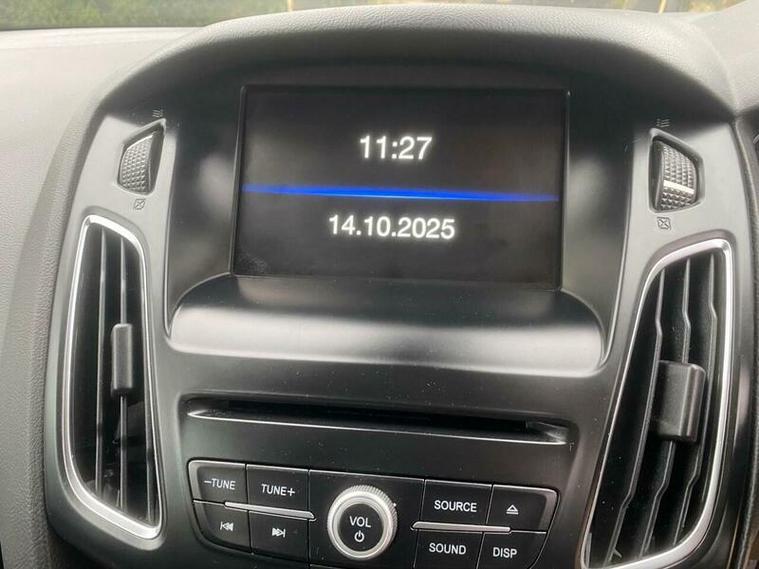 11:27
14.10.2025
−TUNE
TUNE+
VOL
SOURCE
SOUND
DISP